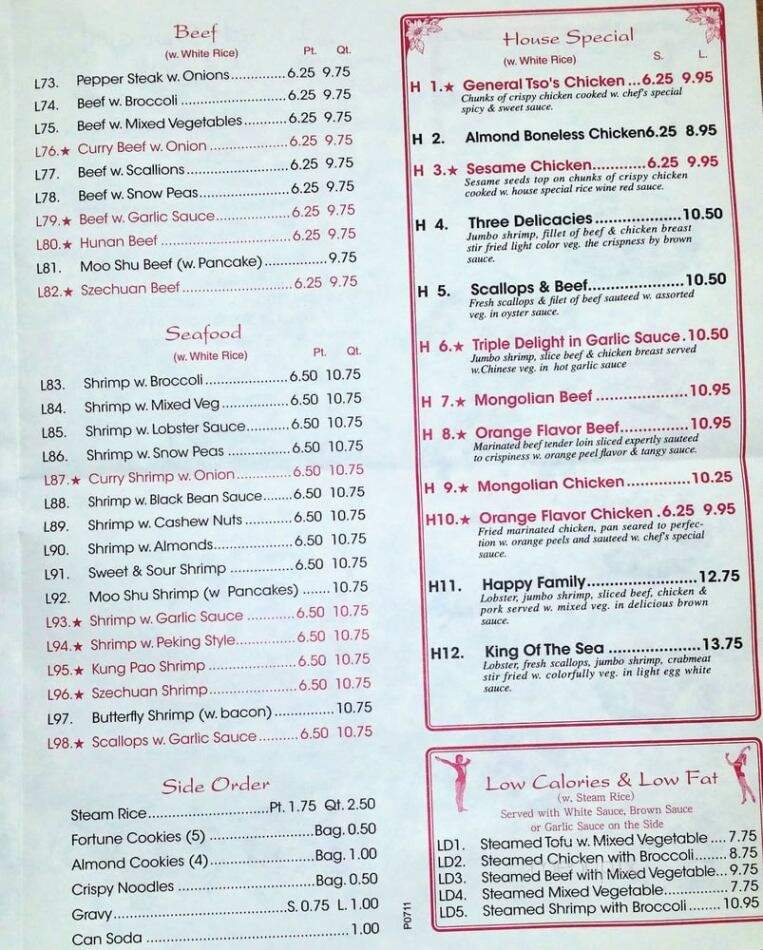 Beef
(w. White Rice) Pt. Qt.
L73. Pepper Steak w. Onions..............6.25 9.75
L74. Beef w. Broccoli ..........................6.25 9.75
L75. Beef w. Mixed Vegetables...........6.25 9.75
L76.★ Curry Beef w. Onion ....................6.25 9.75
L77. Beef w. Scallions ...........................6.25 9.75
L78. Beef w. Snow Peas.......................6.25 9.75
L79.★ Beef w. Garlic Sauce...................6.25 9.75
L80.★ Hunan Beef .................................6.25 9.75
L81. Moo Shu Beef (w. Pancake)................9.75
L82.★ Szechuan Beef............................6.25 9.75
Seafood
(w. White Rice) Pt. Qt.
L83. Shrimp w. Broccoli.....................6.50 10.75
L84. Shrimp w. Mixed Veg.................6.50 10.75
L85. Shrimp w. Lobster Sauce...........6.50 10.75
L86. Shrimp w. Snow Peas ................6.50 10.75
L87.★ Curry Shrimp w. Onion..............6.50 10.75
L88. Shrimp w. Black Bean Sauce.......6.50 10.75
L89. Shrimp w. Cashew Nuts ............6.50 10.75
L90. Shrimp w. Almonds....................6.50 10.75
L91. Sweet & Sour Shrimp ................6.50 10.75
L92. Moo Shu Shrimp (w Pancakes) .......10.75
L93.★ Shrimp w. Garlic Sauce ............6.50 10.75
L94.★ Shrimp w. Peking Style...............6.50 10.75
L95.★ Kung Pao Shrimp ......................6.50 10.75
L96.★ Szechuan Shrimp......................6.50 10.75
L97. Butterfly Shrimp (w. bacon)...............10.75
L98.★ Scallops w. Garlic Sauce..........6.50 10.75
Side Order
Steam Rice...............................Pt. 1.75 Qt. 2.50
Fortune Cookies (5) ...........................Bag. 0.50
Almond Cookies (4)...........................Bag. 1.00
Crispy Noodles ..................................Bag. 0.50
Gravy............................................S. 0.75 L. 1.00
Can Soda ..................................................1.00
P0711
House Special
(w. White Rice) S. L.
H 1.★ General Tso's Chicken ...6.25 9.95
Chunks of crispy chicken cooked w. chef's special
spicy & sweet sauce.
H 2. Almond Boneless Chicken6.25 8.95
H 3.★ Sesame Chicken............6.25 9.95
Sesame seeds top on chunks of crispy chicken
cooked w. house special rice wine red sauce.
H 4. Three Delicacies ...................10.50
Jumbo shrimp, fillet of beef & chicken breast
stir fried light color veg. the crispness by brown
sauce.
H 5. Scallops & Beef.....................10.50
Fresh scallops & filet of beef sauteed w. assorted
veg. in oyster sauce.
H 6.★ Triple Delight in Garlic Sauce.10.50
Jumbo shrimp, slice beef & chicken breast served
w.Chinese veg. in hot garlic sauce
H 7.★ Mongolian Beef ....................10.95
H 8.★ Orange Flavor Beef...............10.95
Marinated beef tender loin sliced expertly sauteed
to crispiness w. orange peel flavor & tangy sauce.
H 9.★ Mongolian Chicken..............10.25
H10.★ Orange Flavor Chicken .6.25 9.95
Fried marinated chicken, pan seared to perfec-
tion w. orange peels and sauteed w. chef's special
sauce.
H11. Happy Family........................12.75
Lobster, jumbo shrimp, sliced beef, chicken &
pork served w. mixed veg. in delicious brown
sauce.
H12. King Of The Sea ....................13.75
Lobster, fresh scallops, jumbo shrimp, crabmeat
stir fried w. colorfully veg. in light egg white
sauce.
Low Calories & Low Fat
(w. Steam Rice)
Served with White Sauce, Brown Sauce
or Garlic Sauce on the Side
LD1. Steamed Tofu w. Mixed Vegetable ....7.75
LD2. Steamed Chicken with Broccoli........8.75
LD3. Steamed Beef with Mixed Vegetable...9.75
LD4. Steamed Mixed Vegetable................7.75
LD5. Steamed Shrimp with Broccoli ........10.95